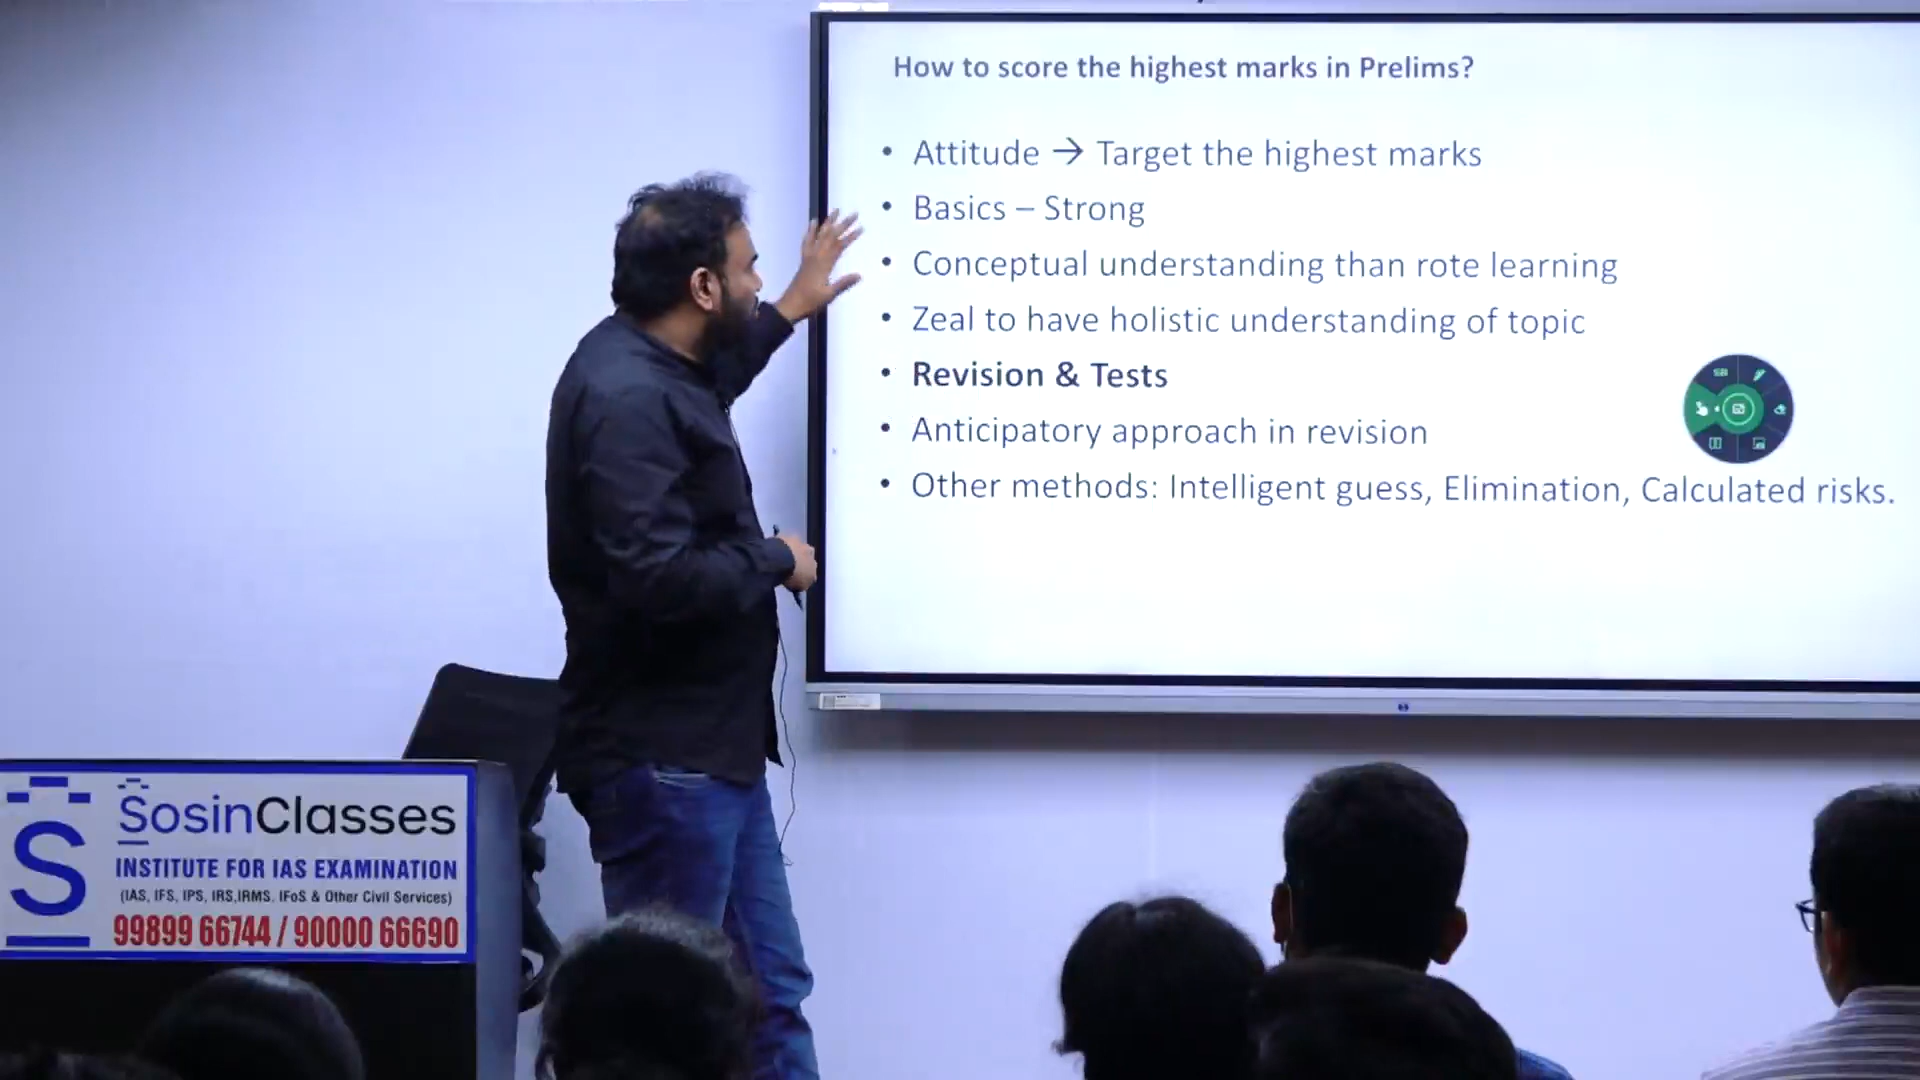 How to score the highest marks in Prelims?
• Attitude → Target the highest marks
• Basics – Strong
• Conceptual understanding than rote learning
• Zeal to have holistic understanding of topic
• Revision & Tests
• Anticipatory approach in revision
• Other methods: Intelligent guess, Elimination, Calculated risks.
S
SosinClasses
INSTITUTE FOR IAS EXAMINATION
(IAS, IFS, IPS, IRS,IRMS, IFoS & Other Civil Services)
99899 66744 / 90000 66690